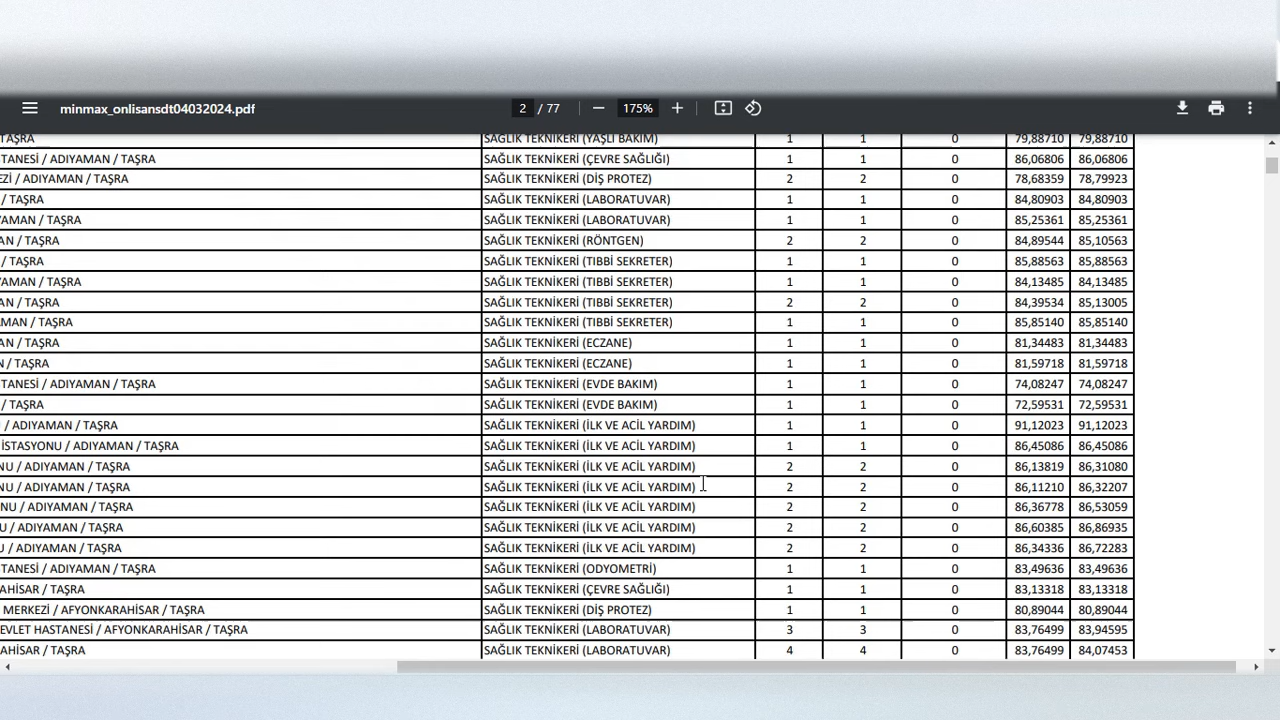 minmax_onlisansdt04032024.pdf 2 / 77 175%
TAŞRA SAĞLIK TEKNİKERİ (YAŞLI BAKIM) 1 1 0 79,88710 79,88710
TANESİ / ADIYAMAN / TAŞRA SAĞLIK TEKNİKERİ (ÇEVRE SAĞLIĞI) 1 1 0 86,06806 86,06806
EZİ / ADIYAMAN / TAŞRA SAĞLIK TEKNİKERİ (DİŞ PROTEZ) 2 2 0 78,68359 78,79923
/ TAŞRA SAĞLIK TEKNİKERİ (LABORATUVAR) 1 1 0 84,80903 84,80903
YAMAN / TAŞRA SAĞLIK TEKNİKERİ (LABORATUVAR) 1 1 0 85,25361 85,25361
AN / TAŞRA SAĞLIK TEKNİKERİ (RÖNTGEN) 2 2 0 84,89544 85,10563
/ TAŞRA SAĞLIK TEKNİKERİ (TIBBİ SEKRETER) 1 1 0 85,88563 85,88563
YAMAN / TAŞRA SAĞLIK TEKNİKERİ (TIBBİ SEKRETER) 1 1 0 84,13485 84,13485
AN / TAŞRA SAĞLIK TEKNİKERİ (TIBBİ SEKRETER) 2 2 0 84,39534 85,13005
AMAN / TAŞRA SAĞLIK TEKNİKERİ (TIBBİ SEKRETER) 1 1 0 85,85140 85,85140
AN / TAŞRA SAĞLIK TEKNİKERİ (ECZANE) 1 1 0 81,34483 81,34483
N / TAŞRA SAĞLIK TEKNİKERİ (ECZANE) 1 1 0 81,59718 81,59718
TANESİ / ADIYAMAN / TAŞRA SAĞLIK TEKNİKERİ (EVDE BAKIM) 1 1 0 74,08247 74,08247
/ TAŞRA SAĞLIK TEKNİKERİ (EVDE BAKIM) 1 1 0 72,59531 72,59531
/ ADIYAMAN / TAŞRA SAĞLIK TEKNİKERİ (İLK VE ACİL YARDIM) 1 1 0 91,12023 91,12023
İSTASYONU / ADIYAMAN / TAŞRA SAĞLIK TEKNİKERİ (İLK VE ACİL YARDIM) 1 1 0 86,45086 86,45086
NU / ADIYAMAN / TAŞRA SAĞLIK TEKNİKERİ (İLK VE ACİL YARDIM) 2 2 0 86,13819 86,31080
NU / ADIYAMAN / TAŞRA SAĞLIK TEKNİKERİ (İLK VE ACİL YARDIM) 2 2 0 86,11210 86,32207
ONU / ADIYAMAN / TAŞRA SAĞLIK TEKNİKERİ (İLK VE ACİL YARDIM) 2 2 0 86,36778 86,53059
U / ADIYAMAN / TAŞRA SAĞLIK TEKNİKERİ (İLK VE ACİL YARDIM) 2 2 0 86,60385 86,86935
U / ADIYAMAN / TAŞRA SAĞLIK TEKNİKERİ (İLK VE ACİL YARDIM) 2 2 0 86,34336 86,72283
TANESİ / ADIYAMAN / TAŞRA SAĞLIK TEKNİKERİ (ODYOMETRİ) 1 1 0 83,49636 83,49636
AHİSAR / TAŞRA SAĞLIK TEKNİKERİ (ÇEVRE SAĞLIĞI) 1 1 0 83,13318 83,13318
MERKEZİ / AFYONKARAHİSAR / TAŞRA SAĞLIK TEKNİKERİ (DİŞ PROTEZ) 1 1 0 80,89044 80,89044
EVLET HASTANESİ / AFYONKARAHİSAR / TAŞRA SAĞLIK TEKNİKERİ (LABORATUVAR) 3 3 0 83,76499 83,94595
AHİSAR / TAŞRA SAĞLIK TEKNİKERİ (LABORATUVAR) 4 4 0 83,76499 84,07453